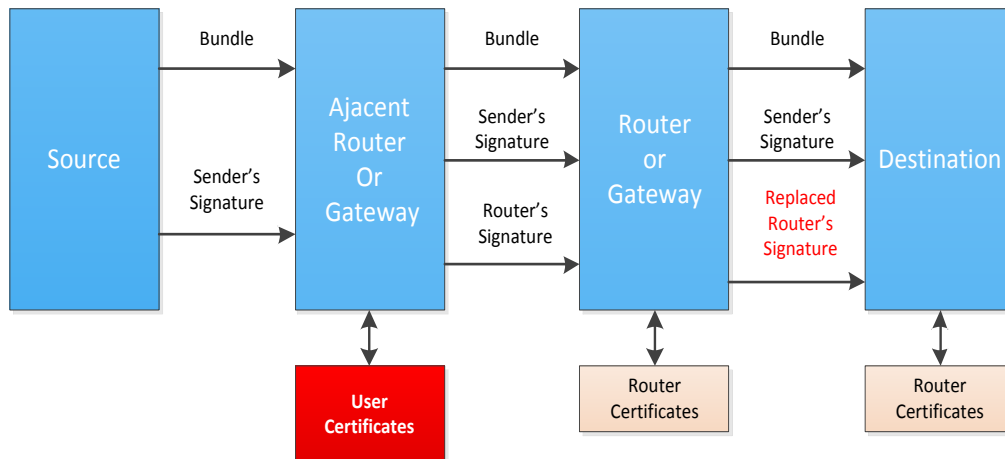 Source
Bundle
Sender's
Signature
Ajacent
Router
Or
Gateway
Bundle
Sender's
Signature
Router's
Signature
Router
or
Gateway
Bundle
Sender's
Signature
Replaced
Router's
Signature
Destination
User
Certificates
Router
Certificates
Router
Certificates